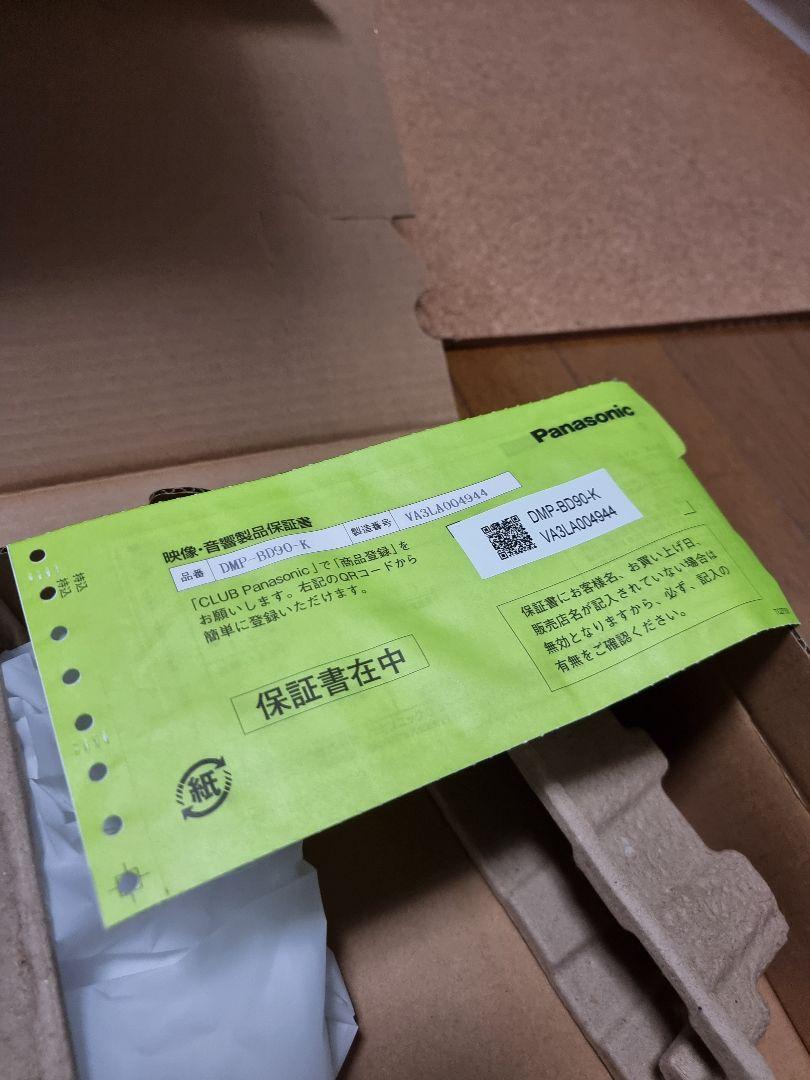 Panasonic
映像・音響製品保証書
品番 DMP-BD90-K 製造番号 VA3LA004944
DMP-BD90-K
VA3LA004944
「CLUB Panasonic」で「商品登録」を
お願いします。右記のQRコードから
簡単に登録いただけます。
保証書にお客様名、お買い上げ日、
販売店名が記入されていない場合は
無効となりますから、必ず、記入の
有無をご確認ください。
保証書在中
紙
持込
持込